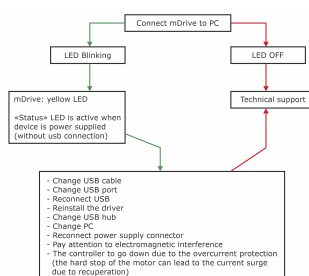 Connect mDrive to PC
LED Blinking
LED OFF
mDrive: yellow LED
«Status» LED is active when
device is power supplied
(without usb connection)
Technical support
- Change USB cable
- Change USB port
- Reconnect USB
- Reinstall the driver
- Change USB hub
- Change PC
- Reconnect power supply connector
- Pay attention to electromagnetic interference
- The controller to go down due to the overcurrent protection
(the hard stop of the motor can lead to the current surge
due to recuperation)